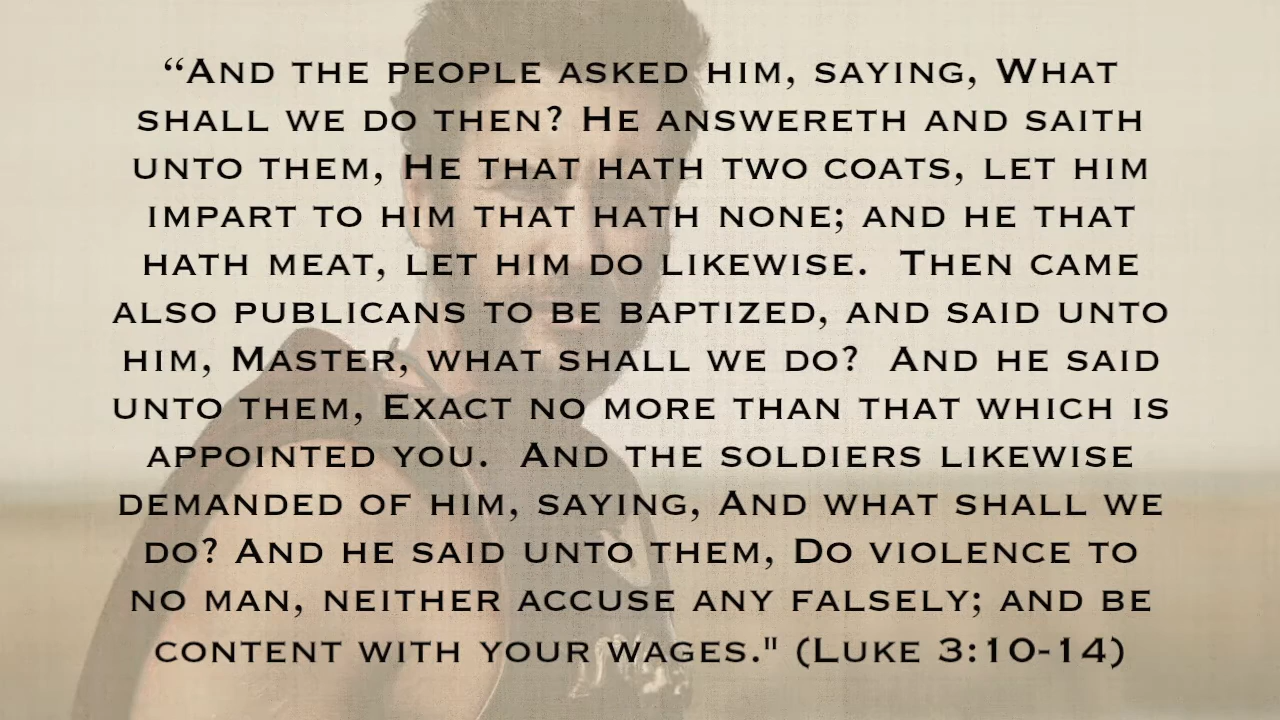 “And the people asked him, saying, What
shall we do then? He answereth and saith
unto them, He that hath two coats, let him
impart to him that hath none; and he that
hath meat, let him do likewise.  Then came
also publicans to be baptized, and said unto
him, Master, what shall we do?  And he said
unto them, Exact no more than that which is
appointed you.  And the soldiers likewise
demanded of him, saying, And what shall we
do? And he said unto them, Do violence to
no man, neither accuse any falsely; and be
content with your wages." (Luke 3:10-14)